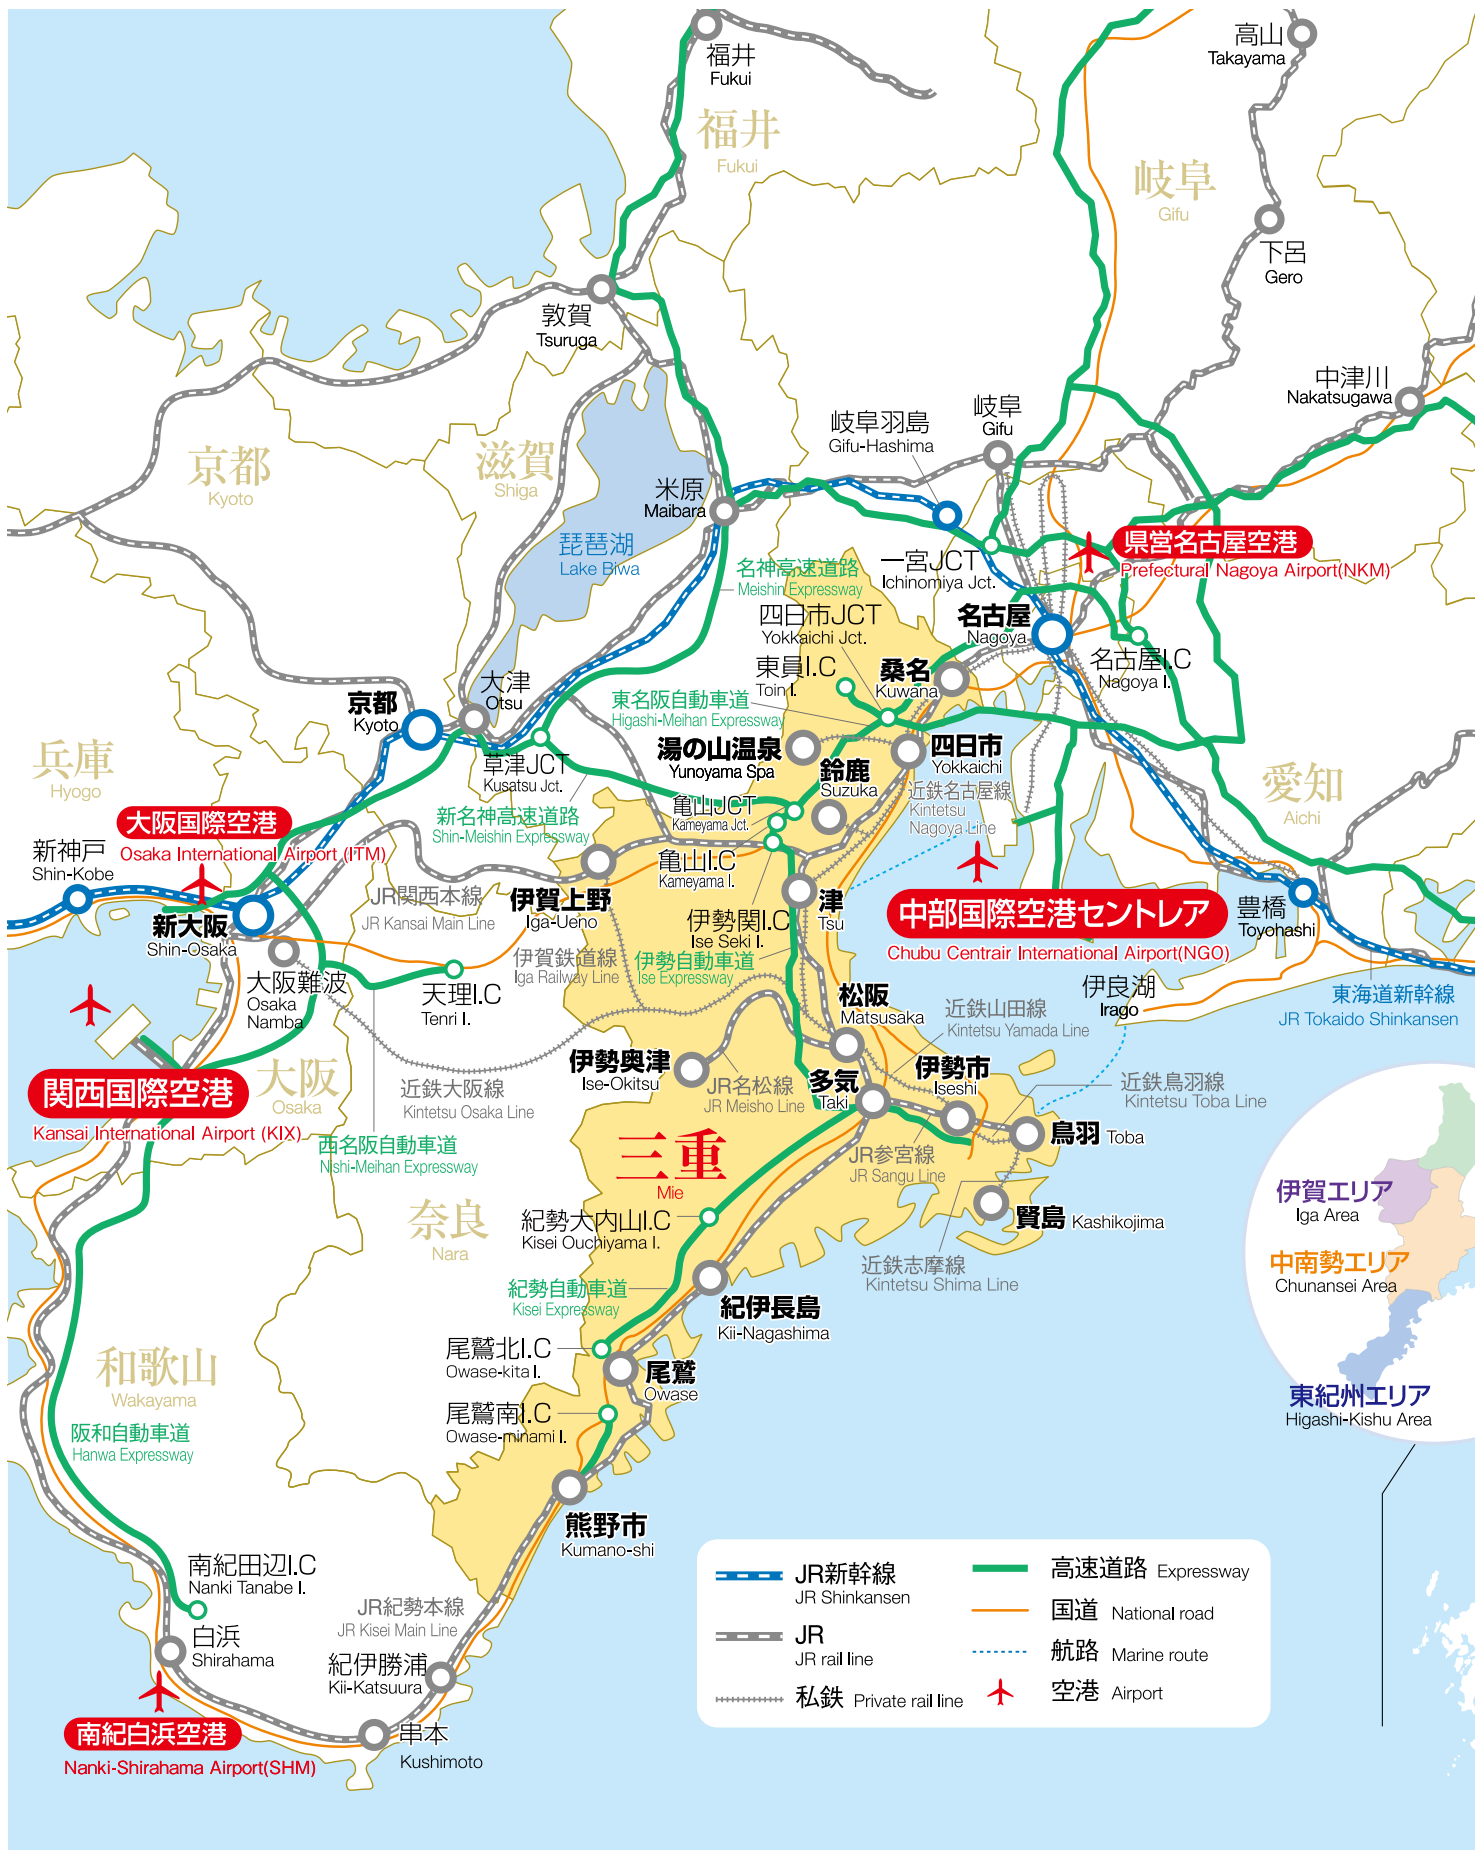 福井
Fukui
高山
Takayama
福井
Fukui
岐阜
Gifu
下呂
Gero
敦賀
Tsuruga
中津川
Nakatsugawa
岐阜羽島
Gifu-Hashima
岐阜
Gifu
京都
Kyoto
滋賀
Shiga
米原
Maibara
琵琶湖
Lake Biwa
名神高速道路
Meishin Expressway
一宮JCT
Ichinomiya Jct.
県営名古屋空港
Prefectural Nagoya Airport(NKM)
四日市JCT
Yokkaichi Jct.
名古屋
Nagoya
東員I.C
Toin I.
桑名
Kuwana
名古屋I.C
Nagoya I.
大津
Otsu
京都
Kyoto
東名阪自動車道
Higashi-Meihan Expressway
湯の山温泉
Yunoyama Spa
四日市
Yokkaichi
草津JCT
Kusatsu Jct.
鈴鹿
Suzuka
兵庫
Hyogo
愛知
Aichi
近鉄名古屋線
Kintetsu
Nagoya Line
新名神高速道路
Shin-Meishin Expressway
亀山JCT
Kameyama Jct.
大阪国際空港
Osaka International Airport (ITM)
新神戸
Shin-Kobe
亀山I.C
Kameyama I.
JR関西本線
JR Kansai Main Line
伊賀上野
Iga-Ueno
津
Tsu
中部国際空港セントレア
Chubu Centrair International Airport(NGO)
豊橋
Toyohashi
新大阪
Shin-Osaka
伊勢関I.C
Ise Seki I.
伊賀鉄道線
Iga Railway Line
伊勢自動車道
Ise Expressway
大阪難波
Osaka
Namba
天理I.C
Tenri I.
松阪
Matsusaka
伊良湖
Irago
東海道新幹線
JR Tokaido Shinkansen
近鉄山田線
Kintetsu Yamada Line
伊勢奥津
Ise-Okitsu
伊勢市
Iseshi
関西国際空港
Kansai International Airport (KIX)
大阪
Osaka
近鉄大阪線
Kintetsu Osaka Line
JR名松線
JR Meisho Line
多気
Taki
近鉄鳥羽線
Kintetsu Toba Line
西名阪自動車道
Nishi-Meihan Expressway
三重
Mie
鳥羽 Toba
JR参宮線
JR Sangu Line
伊賀エリア
Iga Area
奈良
Nara
紀勢大内山I.C
Kisei Ouchiyama I.
賢島 Kashikojima
近鉄志摩線
Kintetsu Shima Line
中南勢エリア
Chunansei Area
紀勢自動車道
Kisei Expressway
紀伊長島
Kii-Nagashima
尾鷲北I.C
Owase-kita I.
尾鷲
Owase
和歌山
Wakayama
東紀州エリア
Higashi-Kishu Area
阪和自動車道
Hanwa Expressway
尾鷲南I.C
Owase-minami I.
熊野市
Kumano-shi
南紀田辺I.C
Nanki Tanabe I.
JR紀勢本線
JR Kisei Main Line
白浜
Shirahama
紀伊勝浦
Kii-Katsuura
南紀白浜空港
Nanki-Shirahama Airport(SHM)
串本
Kushimoto
JR新幹線
JR Shinkansen
JR
JR rail line
私鉄 Private rail line
高速道路 Expressway
国道 National road
航路 Marine route
空港 Airport